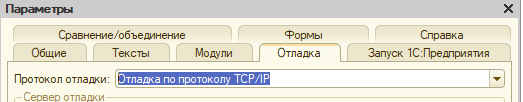 Параметры
Сравнение/объединение Формы Справка
Общие Тексты Модули Отладка Запуск 1С:Предприятия
Протокол отладки: Отладка по протоколу TCP/IP
Сервер отладки